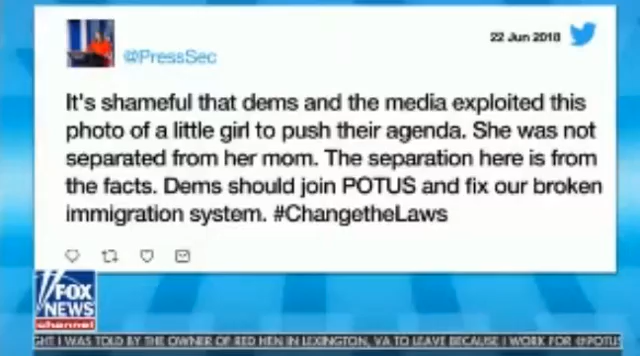 @PressSec
22 Jun 2018
It's shameful that dems and the media exploited this
photo of a little girl to push their agenda. She was not
separated from her mom. The separation here is from
the facts. Dems should join POTUS and fix our broken
immigration system. #ChangetheLaws
FOX
NEWS
channel
GHT I WAS TOLD BY THE OWNER OF RED HEN IN LEXINGTON, VA TO LEAVE BECAUSE I WORK FOR @POTU